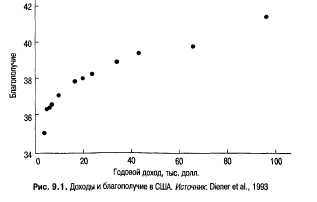 42
40
38
36
34
Благополучие
0 20 40 60 80 100
Годовой доход, тыс. долл.
Рис. 9.1. Доходы и благополучие в США. Источник: Diener et al., 1993